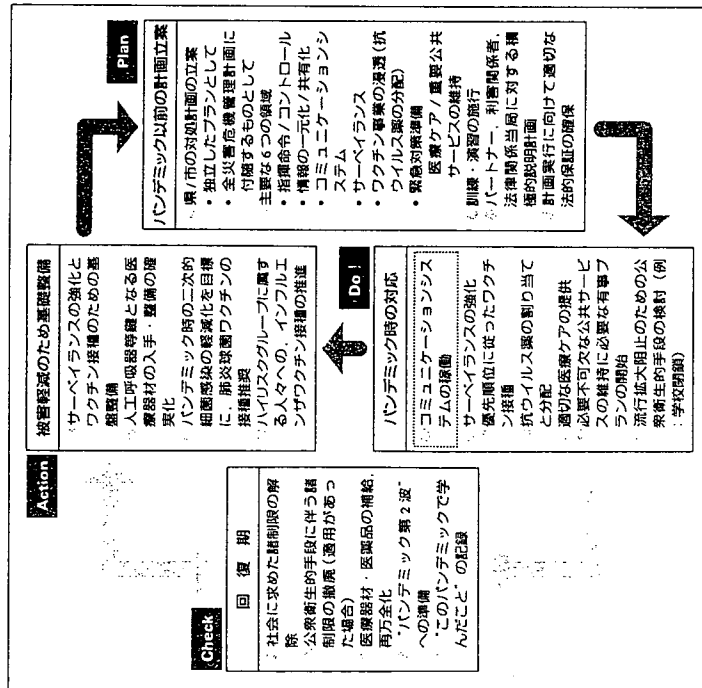 Plan
パンデミック以前の計画立案
県/市の対処計画の立案
• 独立したプランとして
• 全災害危機管理計画に
付随するものとして
主要な6つの領域
• 指揮命令/コントロール
• 情報の一元化/共有化
• コミュニケーションシ
ステム
• サーベイランス
• ワクチン事業の浸透(抗
ウイルス薬の分配)
• 緊急対策準備
医療ケア/重要公共
サービスの維持
訓練・演習の施行
パートナー、利害関係者、
法律関係当局に対する積
極的説明計画
計画実行に向けて適切な
法的保証の確保
Do!
パンデミック時の対応
コミュニケーションシス
テムの稼働
サーベイランスの強化
優先順位に従ったワクチ
ン接種
抗ウイルス薬の割り当て
と分配
適切な医療ケアの提供
必要不可欠な公共サービ
スの維持に必要な有事プ
ランの開始
流行拡大阻止のための公
衆衛生的手段の検討(例
:学校閉鎖)
Check
回復期
社会に求めた諸制限の解
除
公衆衛生的手段に伴う諸
制限の撤廃(適用があっ
た場合)
医療器材・医薬品の補給、
再万全化
"パンデミック第2波"
への準備
"このパンデミックで学
んだこと"の記録
Action
被害軽減のため基礎整備
サーベイランスの強化と
ワクチン接種のための基
盤整備
人工呼吸器等鍵となる医
療器材の入手・整備の確
実化
パンデミック時の二次的
細菌感染の軽減化を目標
に、肺炎球菌ワクチンの
接種推奨
ハイリスクグループに属す
る人々への、インフルエ
ンザワクチン接種の推進